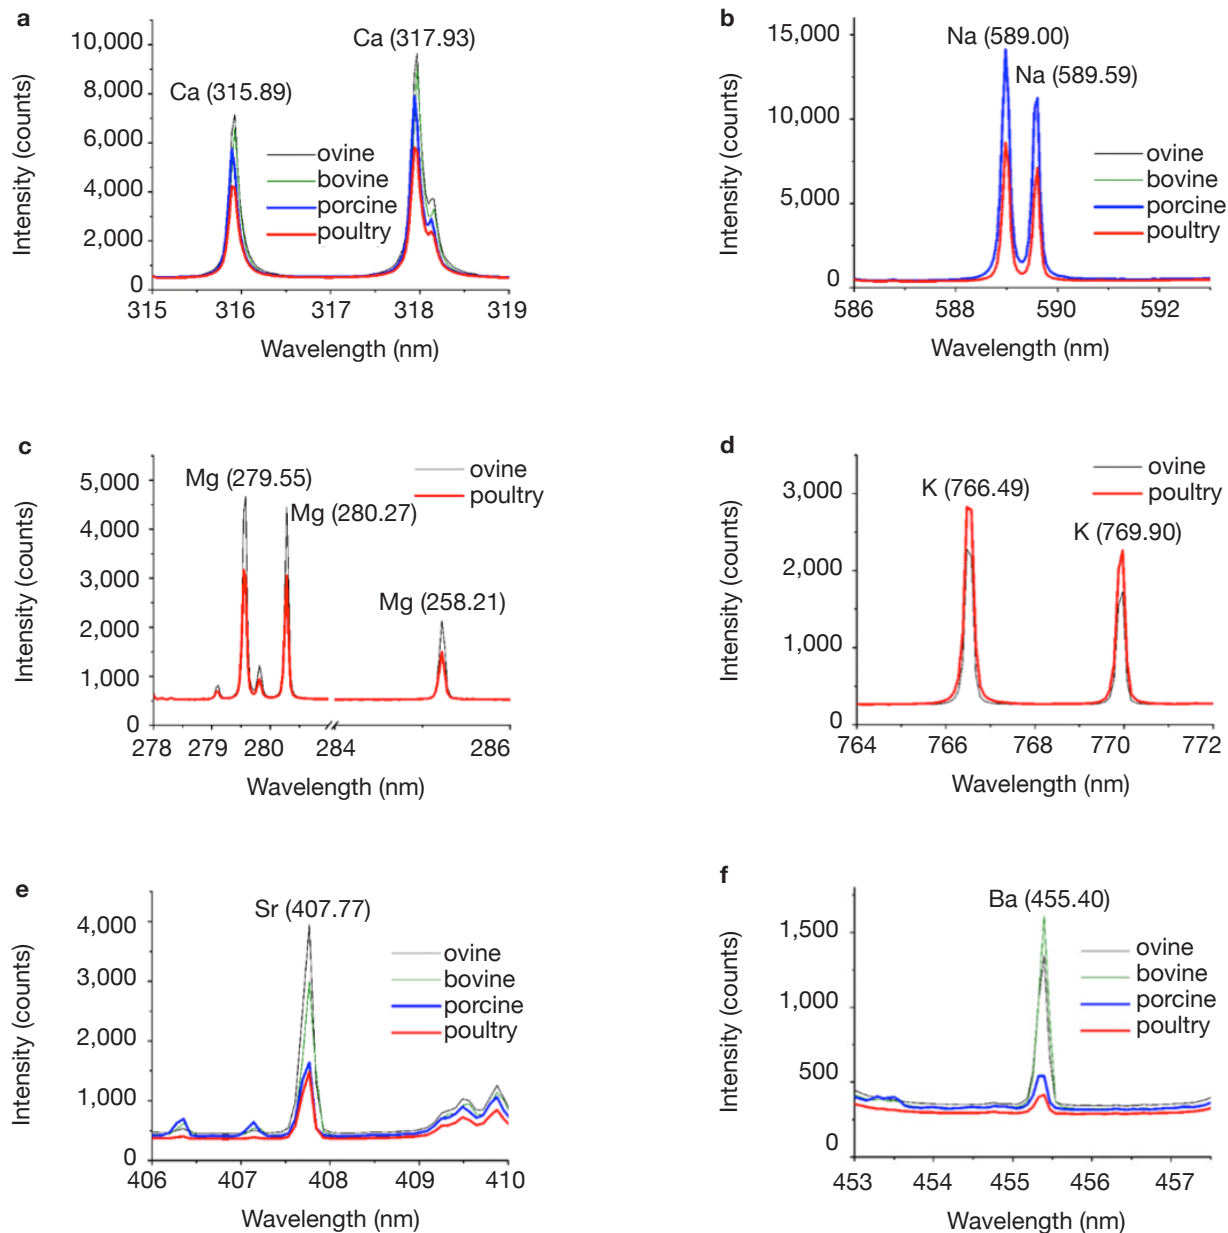 a
Intensity (counts)
10,000
8,000
6,000
4,000
2,000
0
Ca (315.89)
Ca (317.93)
ovine
bovine
porcine
poultry
315
316
317
318
319
Wavelength (nm)
b
Intensity (counts)
15,000
10,000
5,000
0
Na (589.00)
Na (589.59)
ovine
bovine
porcine
poultry
586
588
590
592
Wavelength (nm)
c
Intensity (counts)
5,000
4,000
3,000
2,000
1,000
0
Mg (279.55)
Mg (280.27)
Mg (258.21)
ovine
poultry
278
279
280
284
286
Wavelength (nm)
d
Intensity (counts)
3,000
2,000
1,000
0
K (766.49)
K (769.90)
ovine
poultry
764
766
768
770
772
Wavelength (nm)
e
Intensity (counts)
4,000
3,000
2,000
1,000
0
Sr (407.77)
ovine
bovine
porcine
poultry
406
407
408
409
410
Wavelength (nm)
f
Intensity (counts)
1,500
1,000
500
0
Ba (455.40)
ovine
bovine
porcine
poultry
453
454
455
456
457
Wavelength (nm)